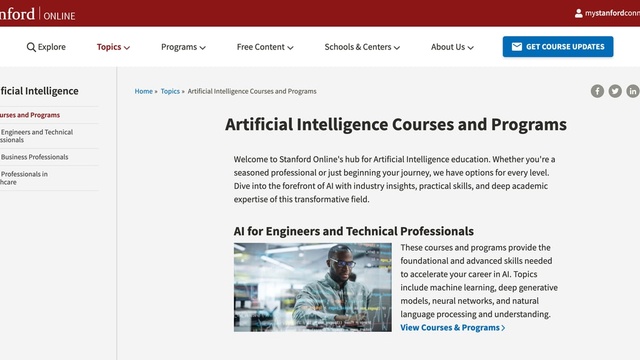 nford | ONLINE
mystanfordconn
Explore
Topics
Programs
Free Content
Schools & Centers
About Us
GET COURSE UPDATES
ficial Intelligence
urses and Programs
Engineers and Technical
ssionals
Business Professionals
Professionals in
hcare
Home » Topics » Artificial Intelligence Courses and Programs
Artificial Intelligence Courses and Programs
Welcome to Stanford Online's hub for Artificial Intelligence education. Whether you're a
seasoned professional or just beginning your journey, we have options for every level.
Dive into the forefront of AI with industry insights, practical skills, and deep academic
expertise of this transformative field.
AI for Engineers and Technical Professionals
These courses and programs provide the
foundational and advanced skills needed
to accelerate your career in AI. Topics
include machine learning, deep generative
models, neural networks, and natural
language processing and understanding.
View Courses & Programs